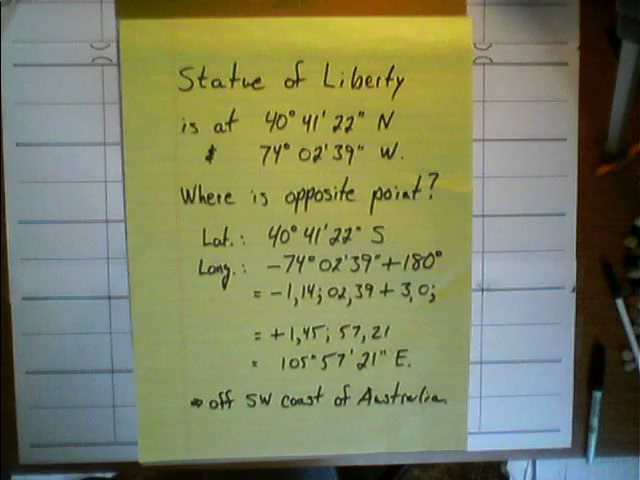 Statue of Liberty
is at 40° 41' 22" N
& 74° 02' 39" W.
Where is opposite point?
Lat.: 40° 41' 22" S
Long.: -74° 02' 39" + 180°
= -1,14; 02, 39 + 3, 0;
= +1,45; 57, 21
= 105° 57' 21" E.
⇒ off SW coast of Australia.